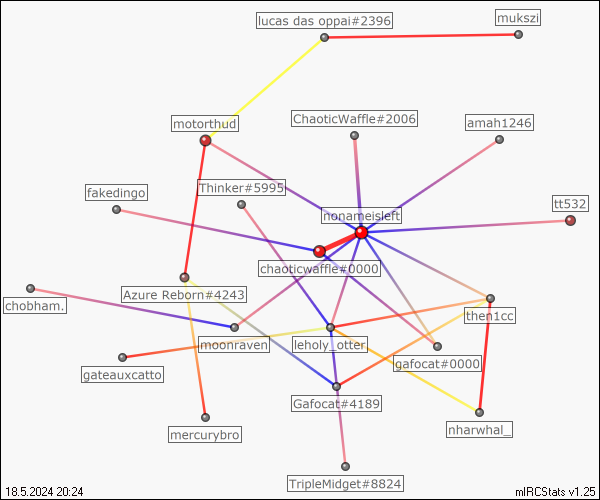 lucas das oppai#2396
mukszi
motorthud
ChaoticWaffle#2006
amah1246
fakedingo
Thinker#5995
nonameisleft
tt532
chaoticwaffle#0000
chobham.
Azure Reborn#4243
then1cc
moonraven
leholy_otter
gafocat#0000
gateauxcatto
Gafocat#4189
mercurybro
nharwhal_
TripleMidget#8824
18.5.2024 20:24
mIRCStats v1.25